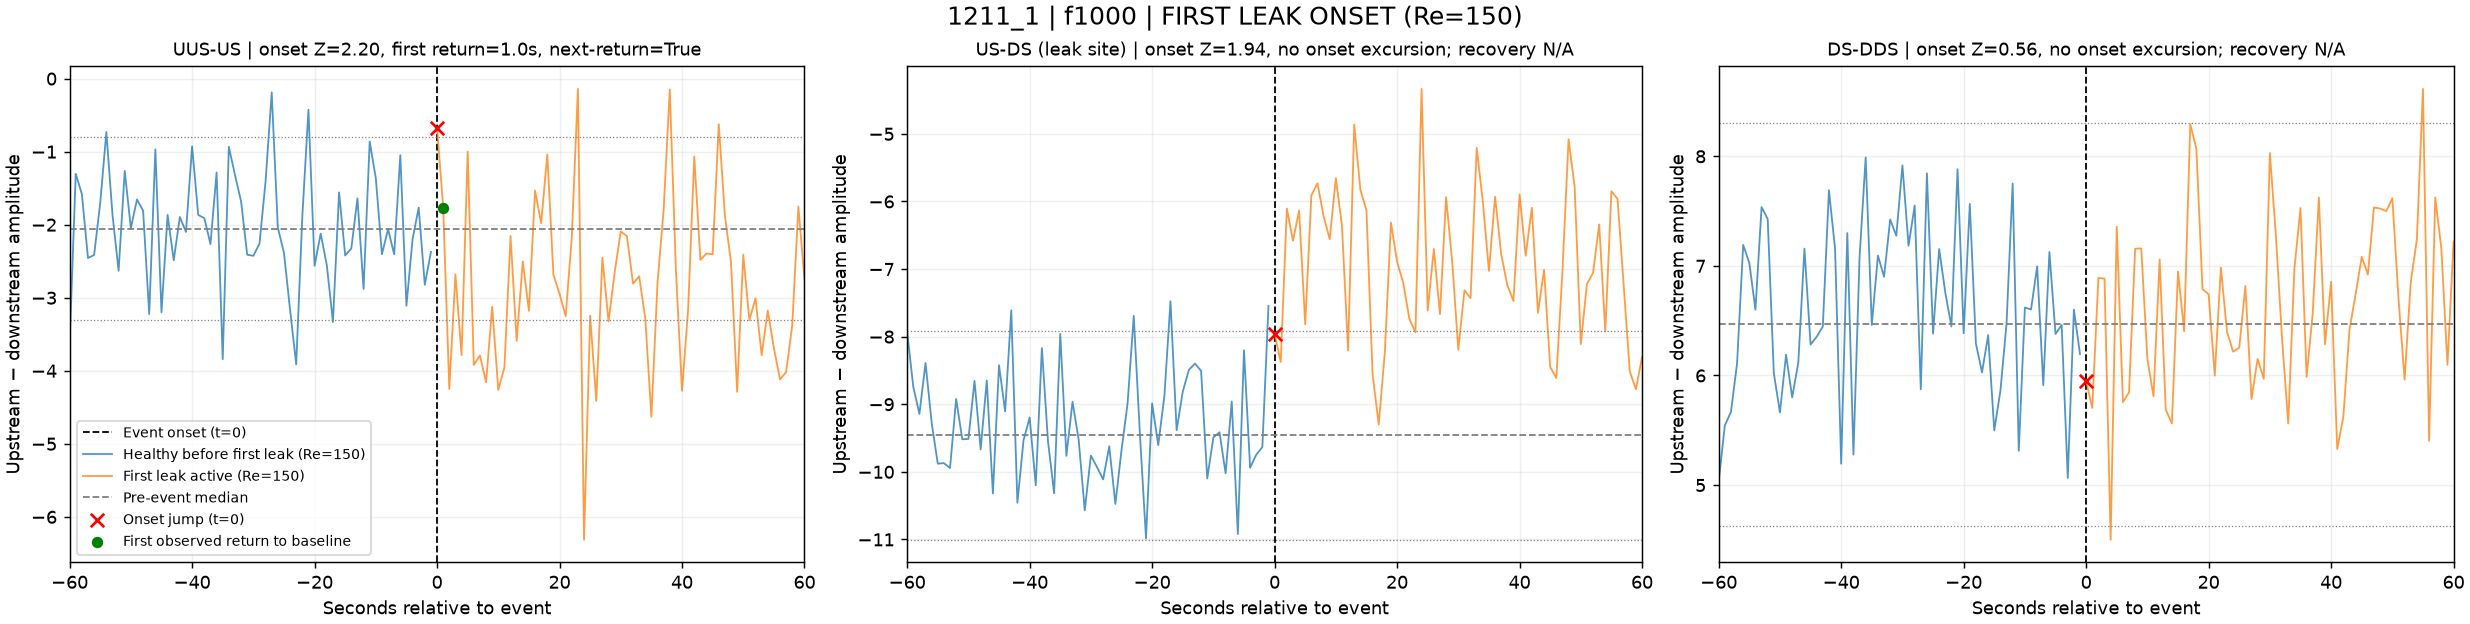 1211_1 | f1000 | FIRST LEAK ONSET (Re=150)
UUS-US | onset Z=2.20, first return=1.0s, next-return=True
Upstream − downstream amplitude
0
−1
−2
−3
−4
−5
−6
Event onset (t=0)
Healthy before first leak (Re=150)
First leak active (Re=150)
Pre-event median
Onset jump (t=0)
First observed return to baseline
−60
−40
−20
0
20
40
60
Seconds relative to event
US-DS (leak site) | onset Z=1.94, no onset excursion; recovery N/A
Upstream − downstream amplitude
−5
−6
−7
−8
−9
−10
−11
−60
−40
−20
0
20
40
60
Seconds relative to event
DS-DDS | onset Z=0.56, no onset excursion; recovery N/A
Upstream − downstream amplitude
8
7
6
5
−60
−40
−20
0
20
40
60
Seconds relative to event